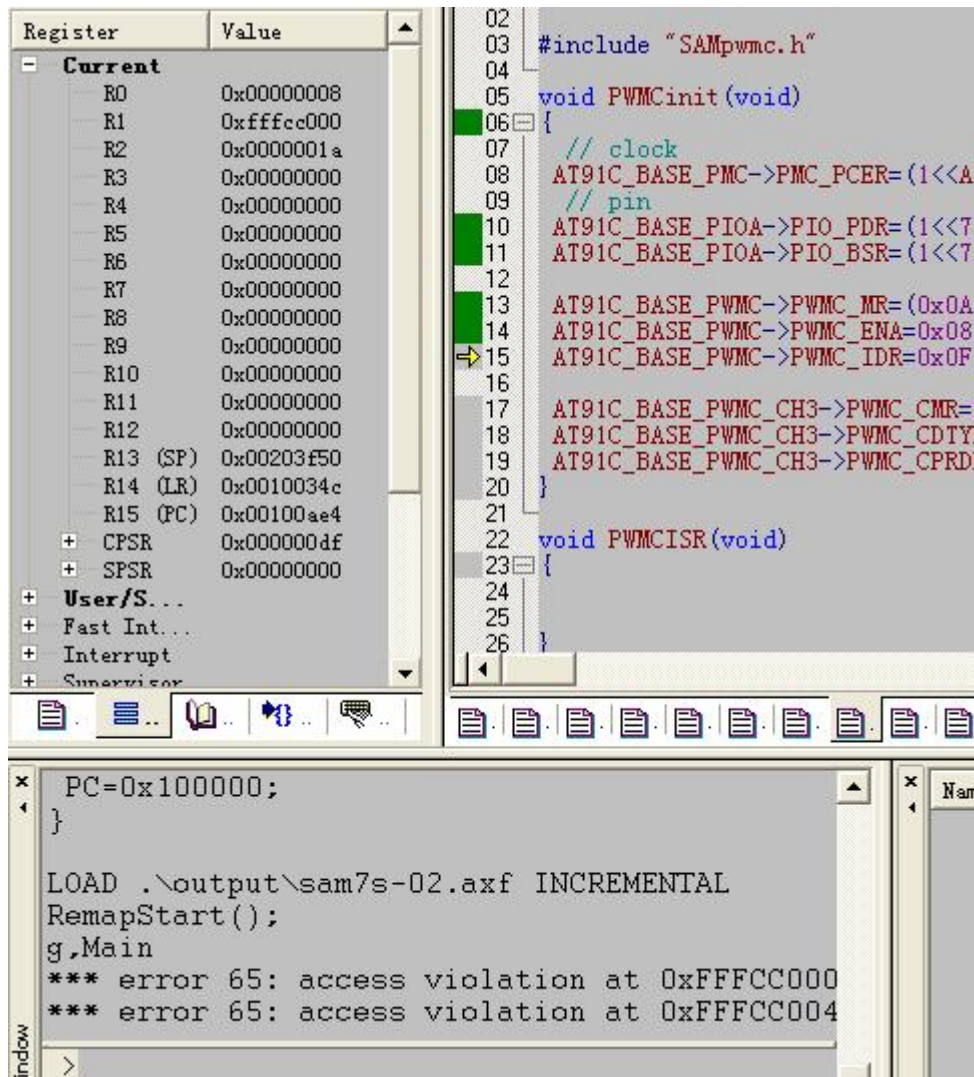 Register Value
Current
R0 0x00000008
R1 0xfffcc000
R2 0x0000001a
R3 0x00000000
R4 0x00000000
R5 0x00000000
R6 0x00000000
R7 0x00000000
R8 0x00000000
R9 0x00000000
R10 0x00000000
R11 0x00000000
R12 0x00000000
R13 (SP) 0x00203f50
R14 (LR) 0x0010034c
R15 (PC) 0x00100ae4
CPSR 0x000000df
SPSR 0x00000000
User/S...
Fast Int...
Interrupt
Supervisor
02
03 #include "SAMpwmc.h"
04
05 void PWMCinit(void)
06 {
07 // clock
08 AT91C_BASE_PMC->PMC_PCER=(1<<A
09 // pin
10 AT91C_BASE_PIOA->PIO_PDR=(1<<7
11 AT91C_BASE_PIOA->PIO_BSR=(1<<7
12
13 AT91C_BASE_PWMC->PWMC_MR=(0x0A
14 AT91C_BASE_PWMC->PWMC_ENA=0x08
15 AT91C_BASE_PWMC->PWMC_IDR=0x0F
16
17 AT91C_BASE_PWMC_CH3->PWMC_CMR=
18 AT91C_BASE_PWMC_CH3->PWMC_CDTY
19 AT91C_BASE_PWMC_CH3->PWMC_CPRD
20 }
21
22 void PWMCISR(void)
23 {
24
25
26 }
PC=0x100000;
}
LOAD .\output\sam7s-02.axf INCREMENTAL
RemapStart();
g,Main
*** error 65: access violation at 0xFFFCC000
*** error 65: access violation at 0xFFFCC004
>